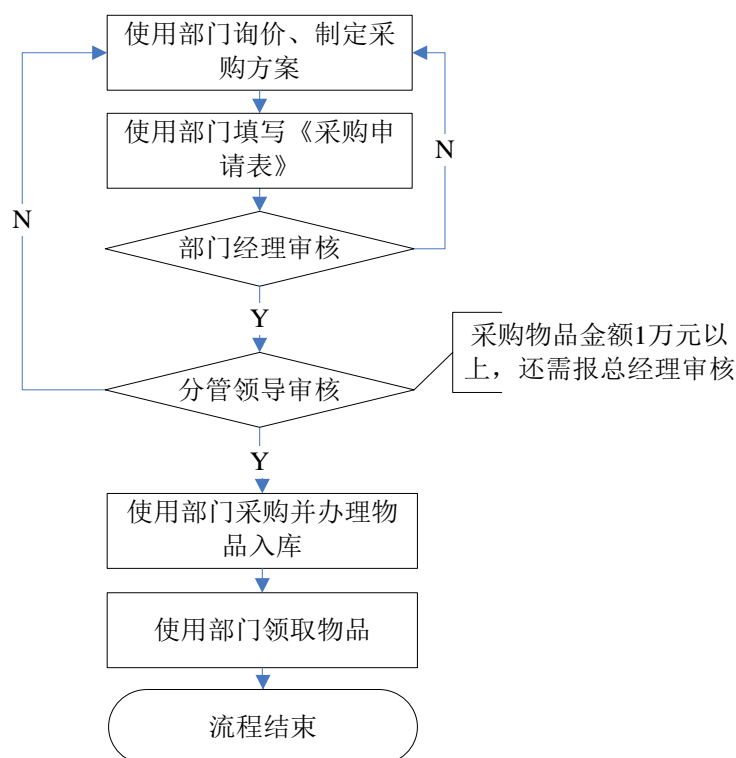 使用部门询价、制定采
购方案
使用部门填写《采购申
请表》
N
N
部门经理审核
Y
采购物品金额1万元以
上，还需报总经理审核
分管领导审核
Y
使用部门采购并办理物
品入库
使用部门领取物品
流程结束